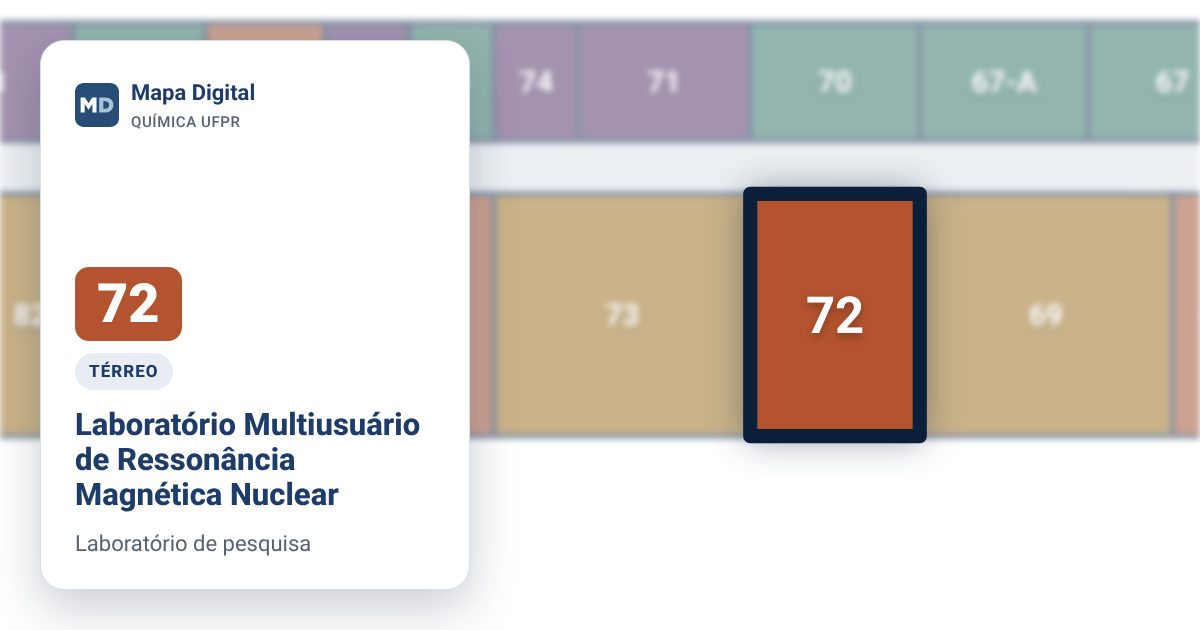 Mapa Digital
MD
QUÍMICA UFPR
72
TÉRREO
Laboratório Multiusuário
de Ressonância
Magnética Nuclear
Laboratório de pesquisa
74
71
70
67-A
67
82
73
72
69